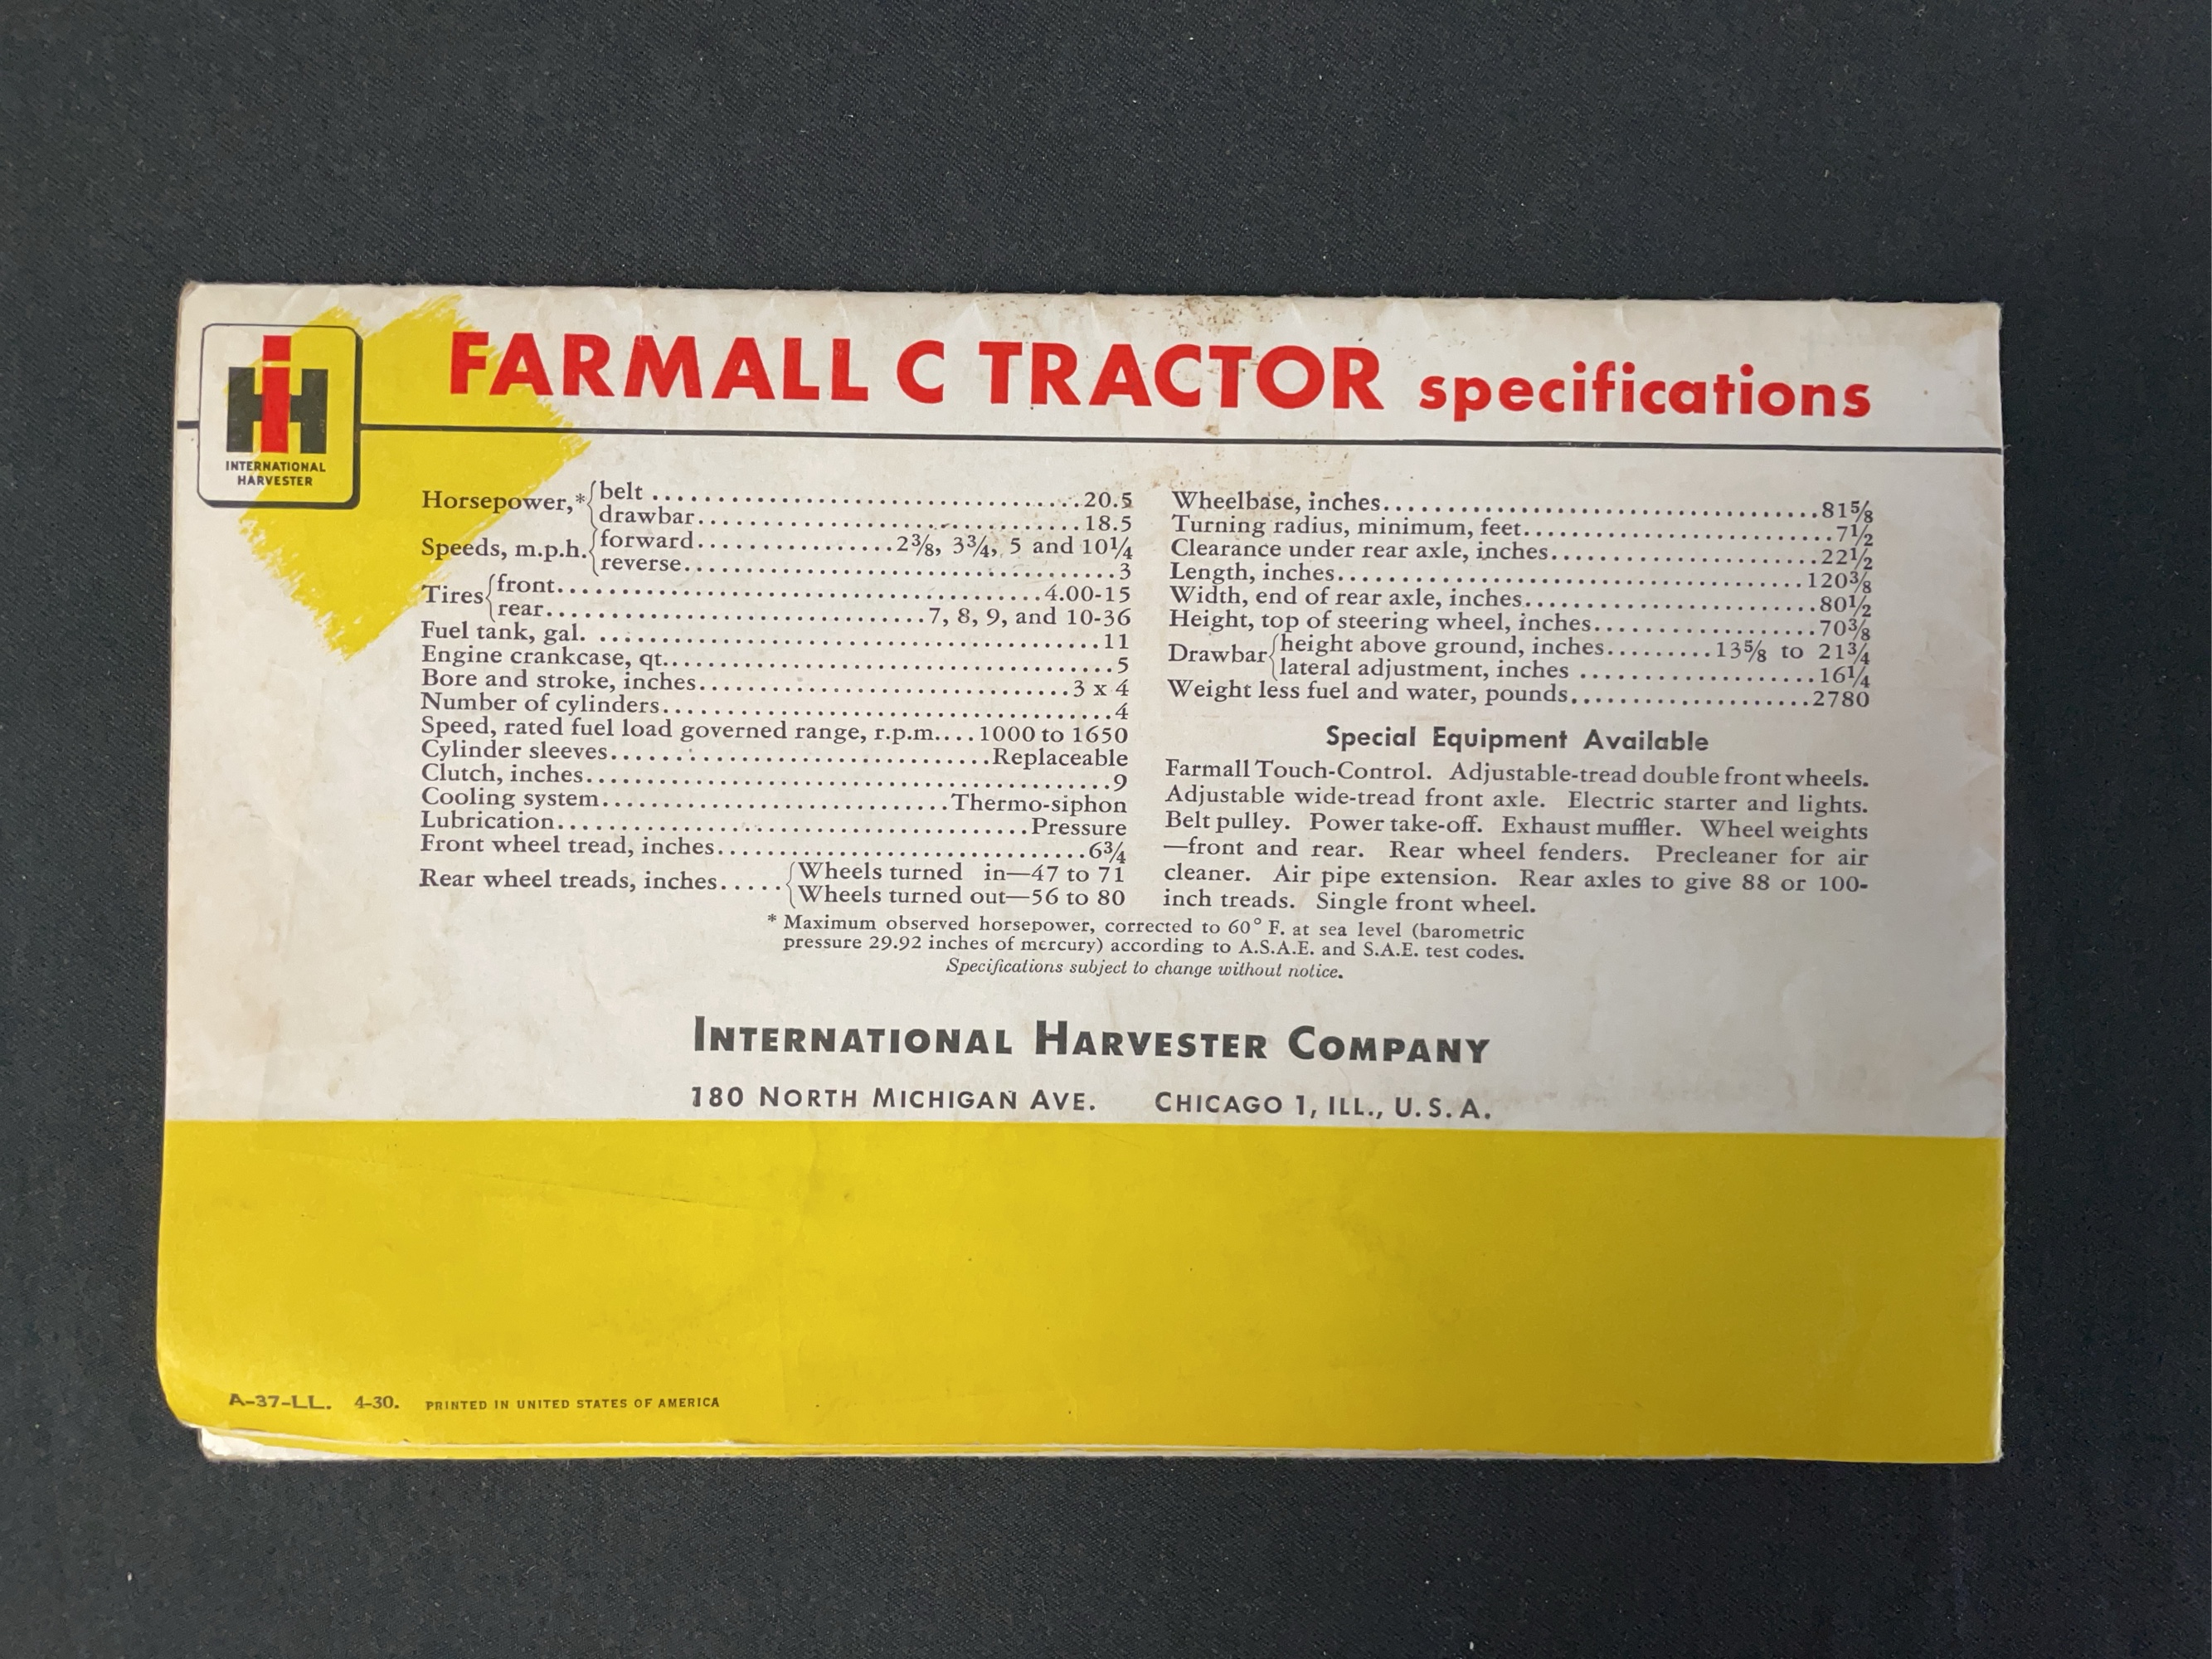 IH
INTERNATIONAL
HARVESTER
FARMALL C TRACTOR specifications
Horsepower,* { belt ........ 20.5
drawbar ........ 18.5
Speeds, m.p.h. { forward ........ 2⅜, 3¾, 5 and 10¼
reverse ........ 3
Tires { front ........ 4.00-15
rear ........ 7, 8, 9, and 10-36
Fuel tank, gal. ........ 11
Engine crankcase, qt. ........ 5
Bore and stroke, inches ........ 3 x 4
Number of cylinders ........ 4
Speed, rated fuel load governed range, r.p.m. .... 1000 to 1650
Cylinder sleeves ........ Replaceable
Clutch, inches ........ 9
Cooling system ........ Thermo-siphon
Lubrication ........ Pressure
Front wheel tread, inches ........ 6¾
Rear wheel treads, inches ..... { Wheels turned in—47 to 71
Wheels turned out—56 to 80
Wheelbase, inches ........ 81⅝
Turning radius, minimum, feet ........ 7½
Clearance under rear axle, inches ........ 22½
Length, inches ........ 120⅜
Width, end of rear axle, inches ........ 80½
Height, top of steering wheel, inches ........ 70⅜
Drawbar { height above ground, inches ........ 13⅝ to 21¾
lateral adjustment, inches ........ 16¼
Weight less fuel and water, pounds ........ 2780
Special Equipment Available
Farmall Touch-Control. Adjustable-tread double front wheels.
Adjustable wide-tread front axle. Electric starter and lights.
Belt pulley. Power take-off. Exhaust muffler. Wheel weights
—front and rear. Rear wheel fenders. Precleaner for air
cleaner. Air pipe extension. Rear axles to give 88 or 100-
inch treads. Single front wheel.
* Maximum observed horsepower, corrected to 60° F. at sea level (barometric
pressure 29.92 inches of mercury) according to A.S.A.E. and S.A.E. test codes.
Specifications subject to change without notice.
INTERNATIONAL HARVESTER COMPANY
180 NORTH MICHIGAN AVE. CHICAGO 1, ILL., U.S.A.
A-37-LL. 4-30. PRINTED IN UNITED STATES OF AMERICA